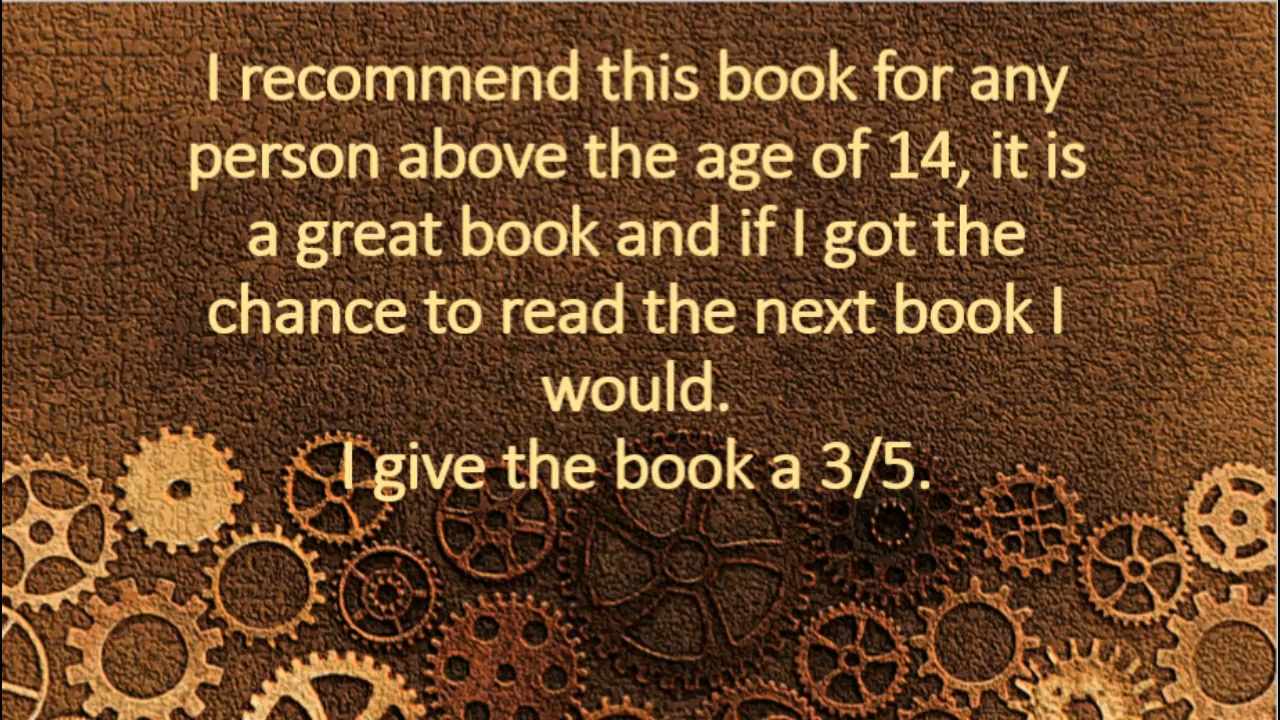 I recommend this book for any
person above the age of 14, it is
a great book and if I got the
chance to read the next book I
would.
I give the book a 3/5.